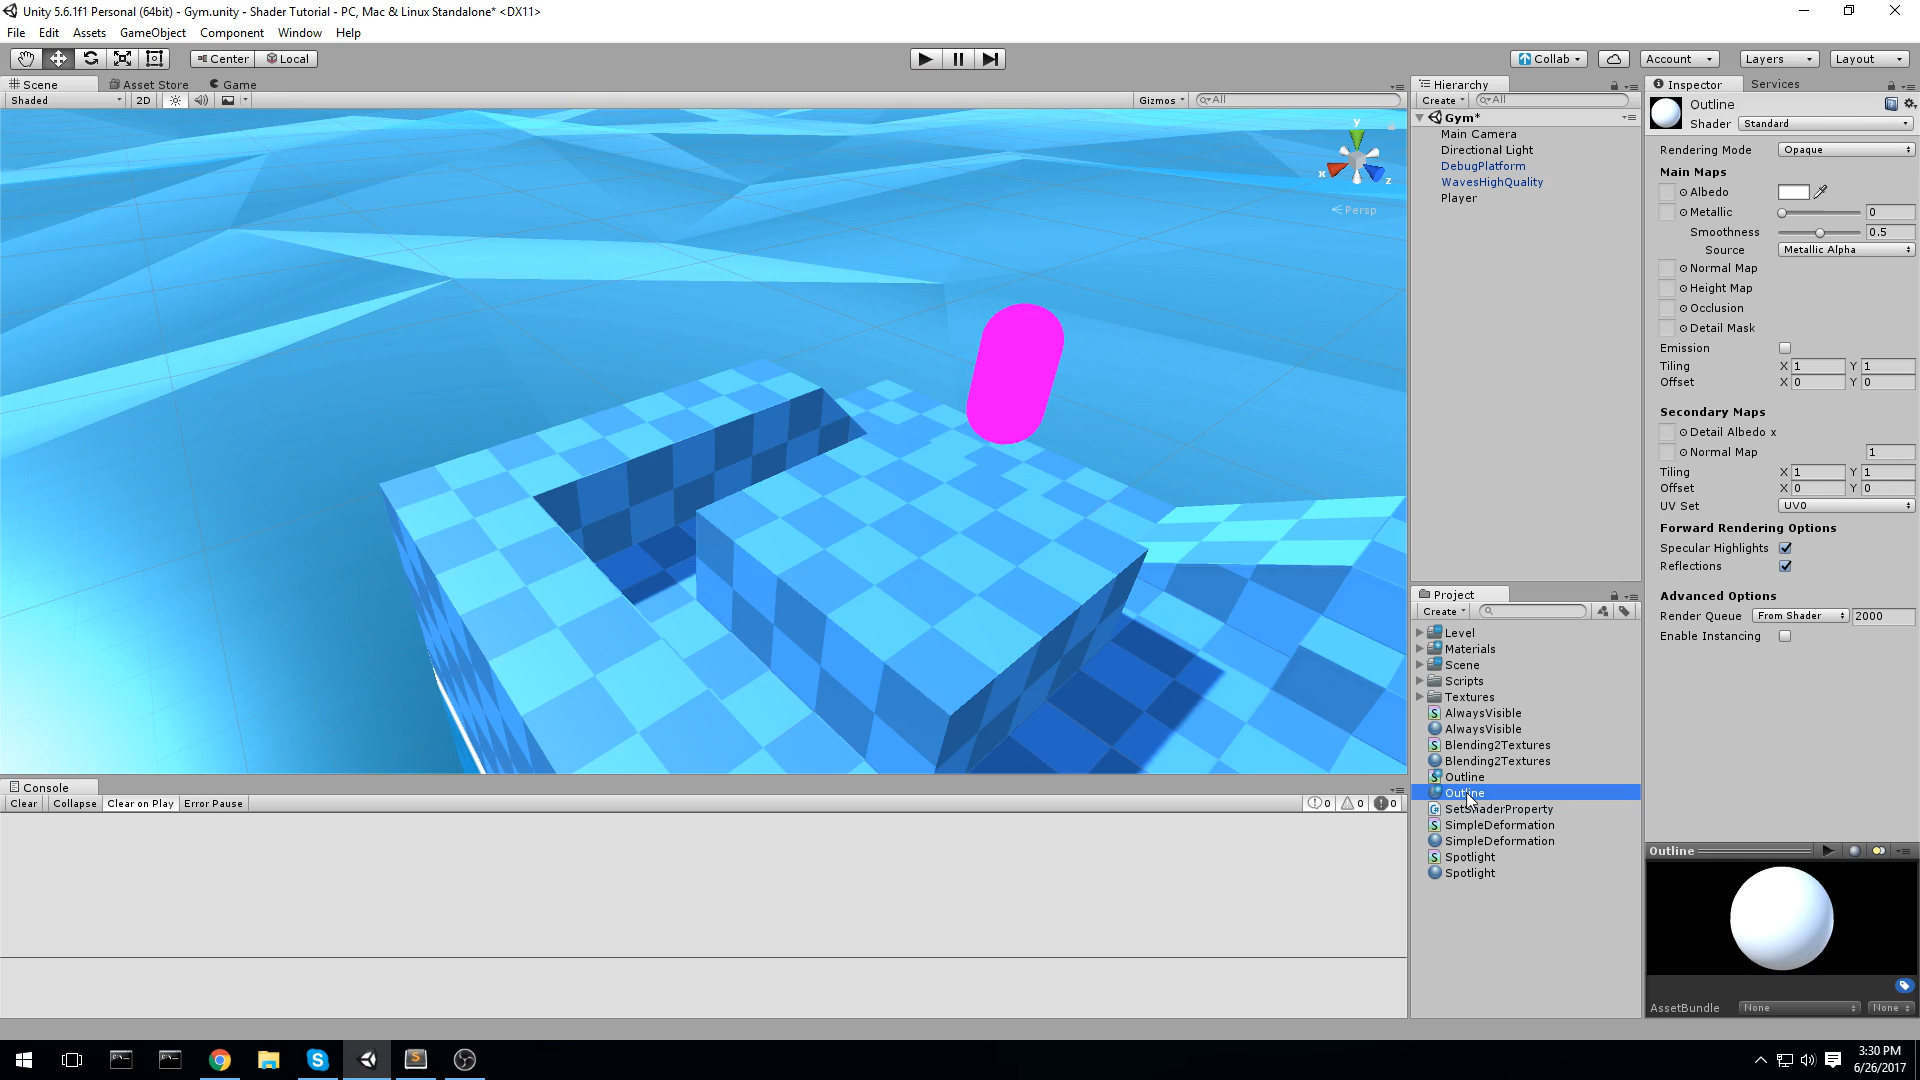 Unity 5.6.1f1 Personal (64bit) - Gym.unity - Shader Tutorial - PC, Mac & Linux Standalone* <DX11>
File Edit Assets GameObject Component Window Help
Center Local
Collab Account Layers Layout
Scene Asset Store Game
Shaded 2D Gizmos All
y
x
z
Persp
Hierarchy
Create All
Gym*
Main Camera
Directional Light
DebugPlatform
WavesHighQuality
Player
Project
Create
Level
Materials
Scene
Scripts
Textures
AlwaysVisible
AlwaysVisible
Blending2Textures
Blending2Textures
Outline
Outline
SetShaderProperty
SimpleDeformation
SimpleDeformation
Spotlight
Spotlight
Inspector Services
Outline
Shader Standard
Rendering Mode Opaque
Main Maps
Albedo
Metallic 0
Smoothness 0.5
Source Metallic Alpha
Normal Map
Height Map
Occlusion
Detail Mask
Emission
Tiling X 1 Y 1
Offset X 0 Y 0
Secondary Maps
Detail Albedo x
Normal Map 1
Tiling X 1 Y 1
Offset X 0 Y 0
UV Set UV0
Forward Rendering Options
Specular Highlights
Reflections
Advanced Options
Render Queue From Shader 2000
Enable Instancing
Outline
AssetBundle None None
Console
Clear Collapse Clear on Play Error Pause 0 0 0
3:30 PM
6/26/2017